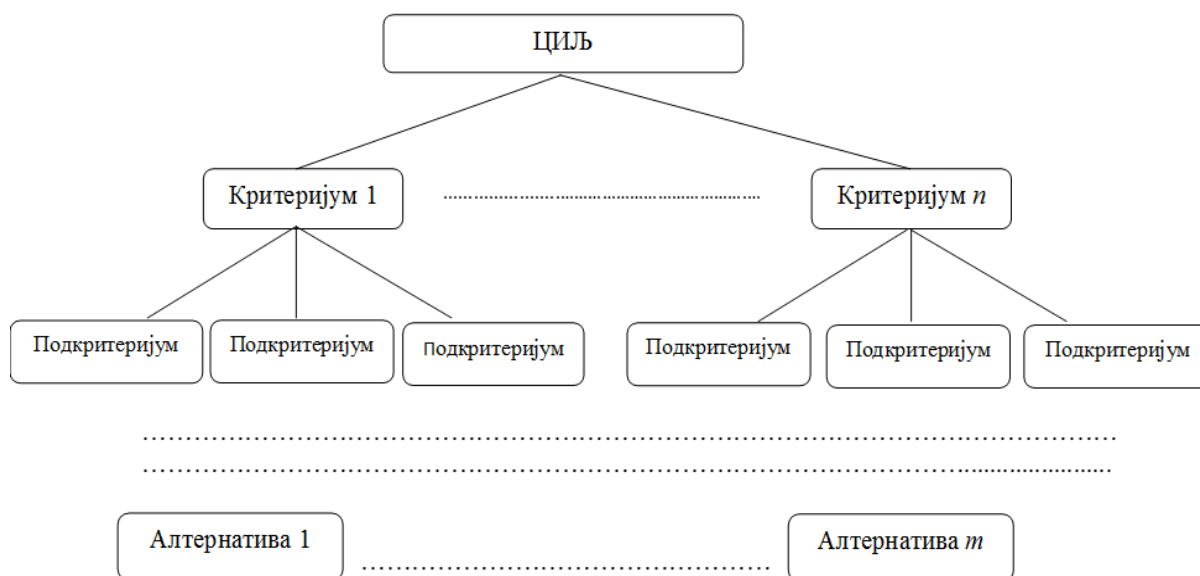 ЦИЉ
Критеријум 1
Критеријум n
Подкритеријум
Подкритеријум
Подкритеријум
Подкритеријум
Подкритеријум
Подкритеријум
Алтернатива 1
Алтернатива m